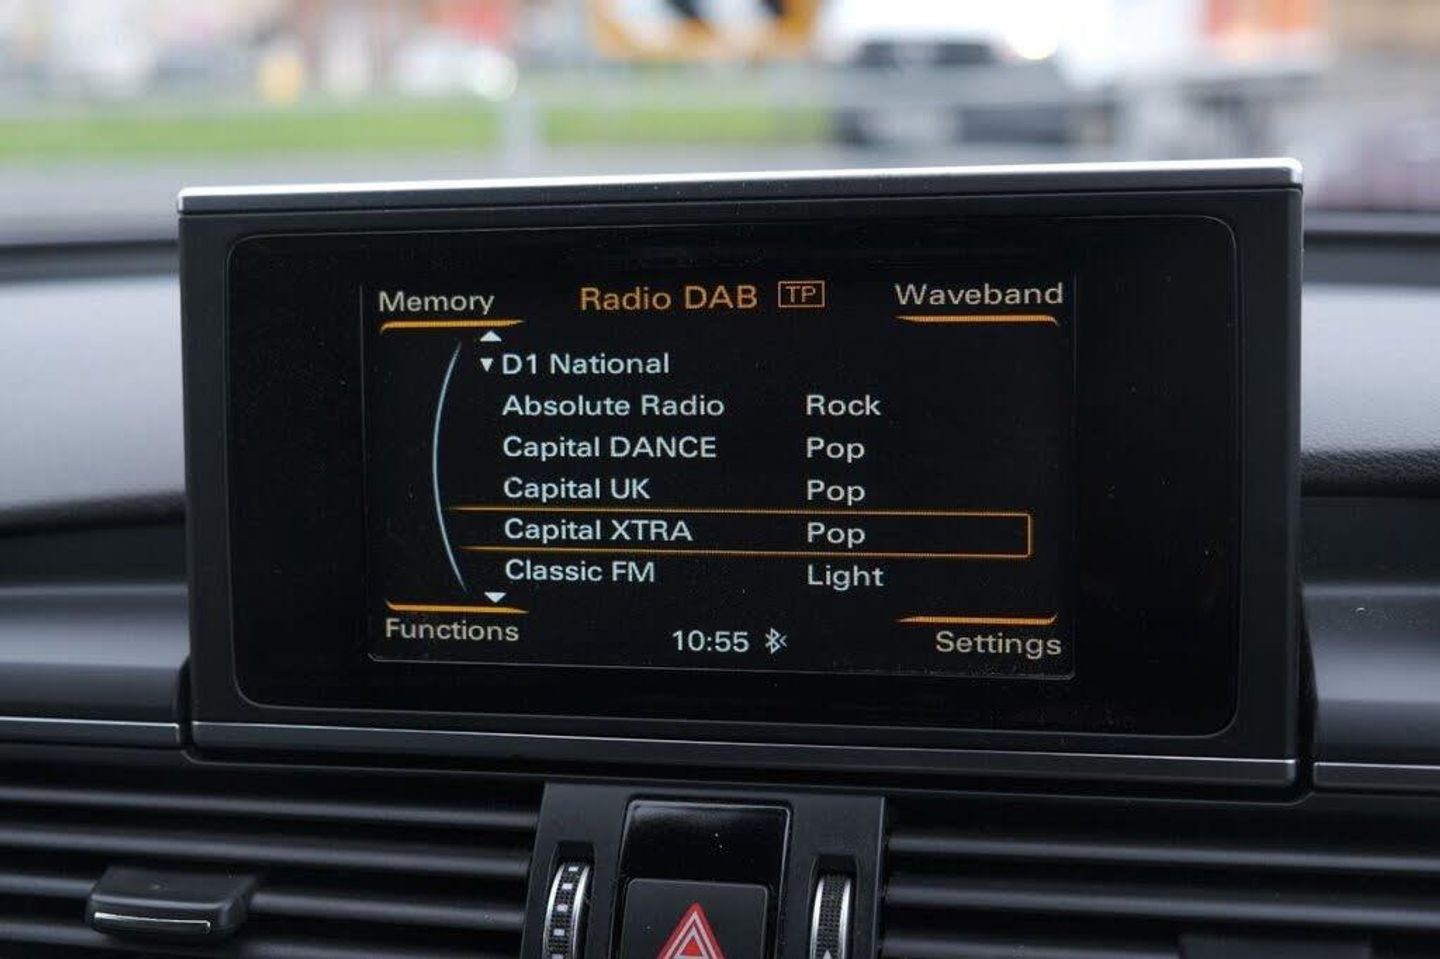 Memory Radio DAB TP Waveband
D1 National
Absolute Radio Rock
Capital DANCE Pop
Capital UK Pop
Capital XTRA Pop
Classic FM Light
Functions 10:55 Settings